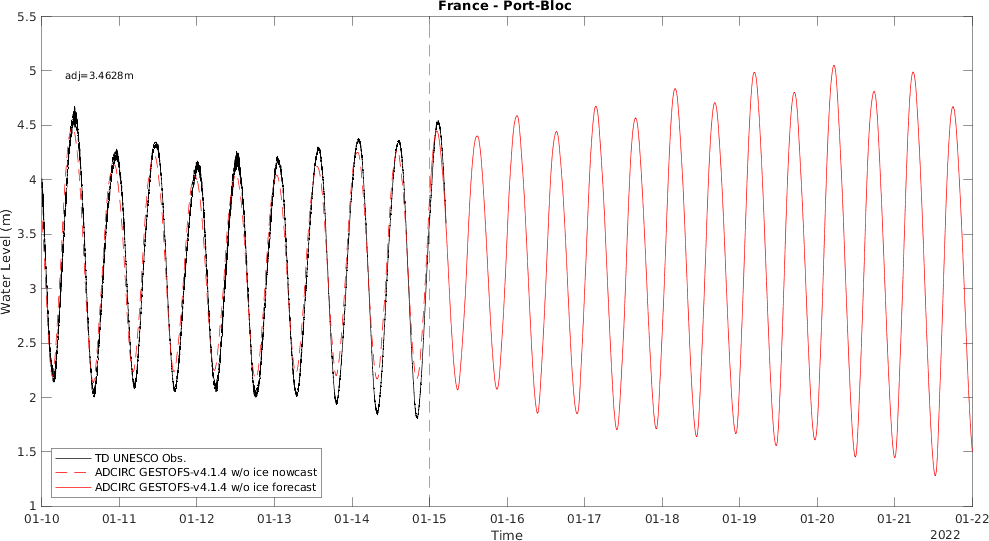 France - Port-Bloc
5.5
5
4.5
4
3.5
3
2.5
2
1.5
1
Water Level (m)
adj=3.4628m
TD UNESCO Obs.
ADCIRC GESTOFS-v4.1.4 w/o ice nowcast
ADCIRC GESTOFS-v4.1.4 w/o ice forecast
01-10 01-11 01-12 01-13 01-14 01-15 01-16 01-17 01-18 01-19 01-20 01-21 01-22
Time
2022